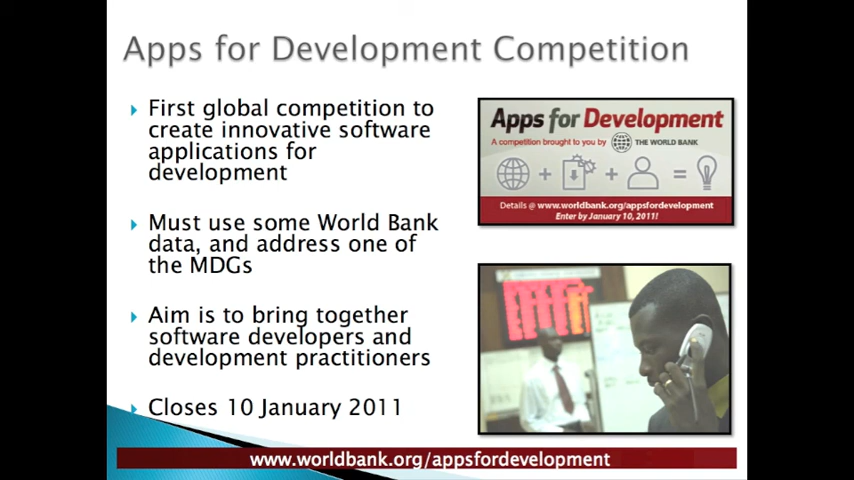 Apps for Development Competition
First global competition to
create innovative software
applications for
development
Must use some World Bank
data, and address one of
the MDGs
Aim is to bring together
software developers and
development practitioners
Closes 10 January 2011
Apps for Development
A competition brought to you by THE WORLD BANK
+ + =
Details @ www.worldbank.org/appsfordevelopment
Enter by January 10, 2011!
www.worldbank.org/appsfordevelopment